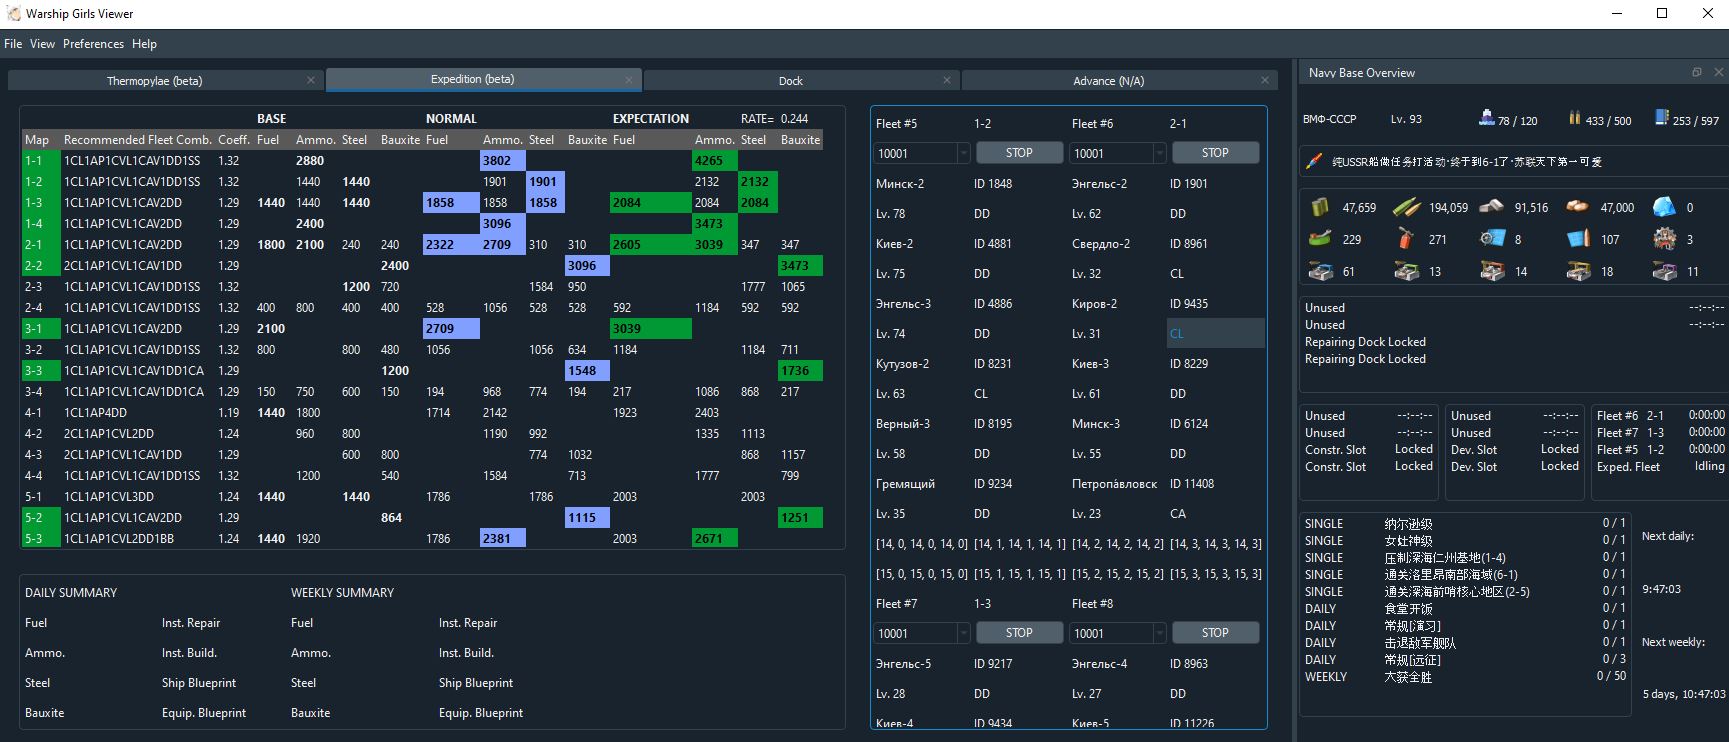 Warship Girls Viewer
File View Preferences Help
Thermopylae (beta)
Expedition (beta)
Dock
Advance (N/A)
BASE NORMAL EXPECTATION RATE= 0.244
Map Recommended Fleet Comb. Coeff. Fuel Ammo. Steel Bauxite Fuel Ammo. Steel Bauxite Fuel Ammo. Steel Bauxite
1-1 1CL1AP1CVL1CAV1DD1SS 1.32 2880 3802 4265
1-2 1CL1AP1CVL1CAV1DD1SS 1.32 1440 1440 1901 1901 2132 2132
1-3 1CL1AP1CVL1CAV2DD 1.29 1440 1440 1440 1858 1858 1858 2084 2084 2084
1-4 1CL1AP1CVL1CAV2DD 1.29 2400 3096 3473
2-1 1CL1AP1CVL1CAV2DD 1.29 1800 2100 240 240 2322 2709 310 310 2605 3039 347 347
2-2 2CL1AP1CVL1CAV1DD 1.29 2400 3096 3473
2-3 1CL1AP1CVL1CAV1DD1SS 1.32 1200 720 1584 950 1777 1065
2-4 1CL1AP1CVL1CAV1DD1SS 1.32 400 800 400 400 528 1056 528 528 592 1184 592 592
3-1 1CL1AP1CVL1CAV2DD 1.29 2100 2709 3039
3-2 1CL1AP1CVL1CAV1DD1SS 1.32 800 800 480 1056 1056 634 1184 1184 711
3-3 1CL1AP1CVL1CAV1DD1CA 1.29 1200 1548 1736
3-4 1CL1AP1CVL1CAV1DD1CA 1.29 150 750 600 150 194 968 774 194 217 1086 868 217
4-1 1CL1AP4DD 1.19 1440 1800 1714 2142 1923 2403
4-2 2CL1AP1CVL2DD 1.24 960 800 1190 992 1335 1113
4-3 2CL1AP1CVL1CAV1DD 1.29 600 800 774 1032 868 1157
4-4 1CL1AP1CVL1CAV1DD1SS 1.32 1200 540 1584 713 1777 799
5-1 1CL1AP1CVL3DD 1.24 1440 1440 1786 1786 2003 2003
5-2 1CL1AP1CVL1CAV2DD 1.29 864 1115 1251
5-3 1CL1AP1CVL2DD1BB 1.24 1440 1920 1786 2381 2003 2671
DAILY SUMMARY WEEKLY SUMMARY
Fuel Inst. Repair Fuel Inst. Repair
Ammo. Inst. Build. Ammo. Inst. Build.
Steel Ship Blueprint Steel Ship Blueprint
Bauxite Equip. Blueprint Bauxite Equip. Blueprint
Fleet #5 1-2 Fleet #6 2-1
10001 STOP 10001 STOP
Минск-2 ID 1848 Энгельс-2 ID 1901
Lv. 78 DD Lv. 62 DD
Киев-2 ID 4881 Свердло-2 ID 8961
Lv. 75 DD Lv. 32 CL
Энгельс-3 ID 4886 Киров-2 ID 9435
Lv. 74 DD Lv. 31 CL
Кутузов-2 ID 8231 Киев-3 ID 8229
Lv. 63 CL Lv. 61 DD
Верный-3 ID 8195 Минск-3 ID 6124
Lv. 58 DD Lv. 55 DD
Гремящий ID 9234 Петропа́вловск ID 11408
Lv. 35 DD Lv. 23 CA
[14, 0, 14, 0, 14, 0] [14, 1, 14, 1, 14, 1] [14, 2, 14, 2, 14, 2] [14, 3, 14, 3, 14, 3]
[15, 0, 15, 0, 15, 0] [15, 1, 15, 1, 15, 1] [15, 2, 15, 2, 15, 2] [15, 3, 15, 3, 15, 3]
Fleet #7 1-3 Fleet #8
10001 STOP 10001 STOP
Энгельс-5 ID 9217 Энгельс-4 ID 8963
Lv. 28 DD Lv. 27 DD
Киев-4 ID 9434 Киев-5 ID 11226
Navy Base Overview
ВМФ-СССР Lv. 93 78 / 120 433 / 500 253 / 597
纯USSR船做任务打活动·终于到6-1了·苏联天下第一可爱
47,659 194,059 91,516 47,000 0
229 271 8 107 3
61 13 14 18 11
Unused --:--:--
Unused --:--:--
Repairing Dock Locked
Repairing Dock Locked
Unused --:--:-- Unused --:--:-- Fleet #6 2-1 0:00:00
Unused --:--:-- Unused --:--:-- Fleet #7 1-3 0:00:00
Constr. Slot Locked Dev. Slot Locked Fleet #5 1-2 0:00:00
Constr. Slot Locked Dev. Slot Locked Exped. Fleet Idling
SINGLE 纳尔逊级 0 / 1
SINGLE 女灶神级 0 / 1
SINGLE 压制深海仁州基地(1-4) 0 / 1
SINGLE 通关洛里昂南部海域(6-1) 0 / 1
SINGLE 通关深海前哨核心地区(2-5) 0 / 1
DAILY 食堂开饭 0 / 1
DAILY 常规[演习] 0 / 1
DAILY 击退敌军舰队 0 / 1
DAILY 常规[远征] 0 / 3
WEEKLY 大获全胜 0 / 50
Next daily:
9:47:03
Next weekly:
5 days, 10:47:03